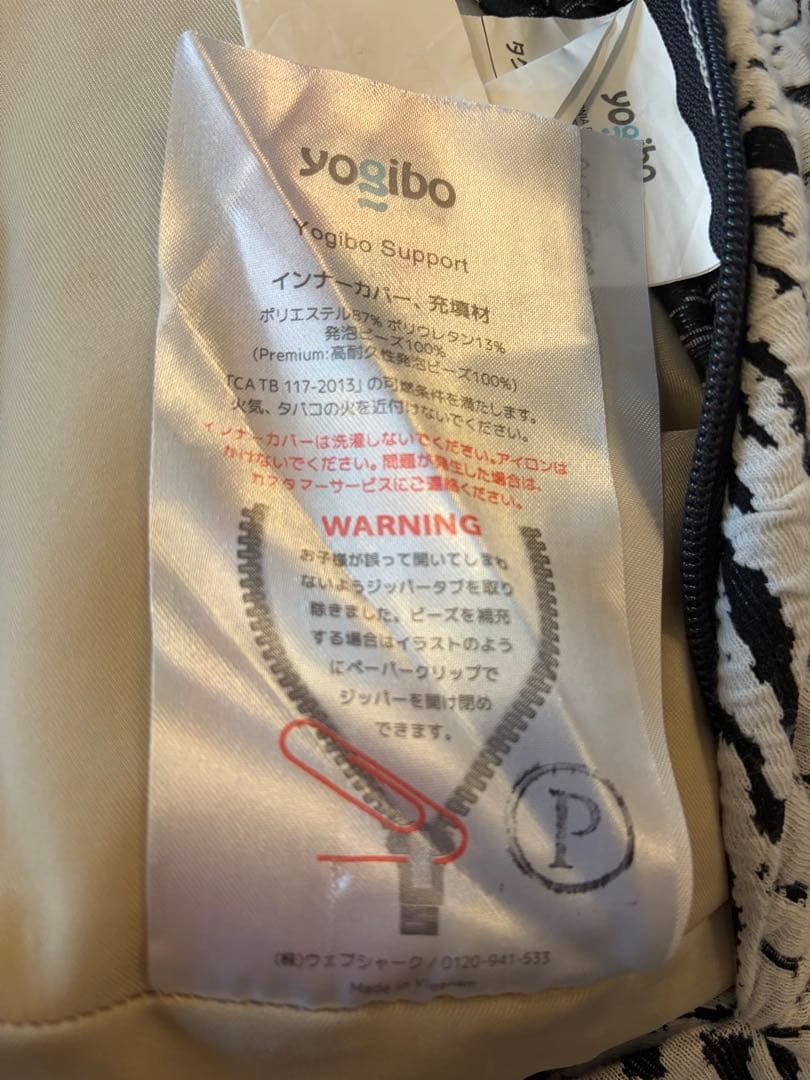 yogibo
Yogibo Support
インナーカバー、充填材
ポリエステル87% ポリウレタン13%
発泡ビーズ100%
(Premium:高耐久性発泡ビーズ100%)
「CA TB 117-2013」の可燃条件を満たします。
火気、タバコの火を近付けないでください。
インナーカバーは洗濯しないでください。アイロンは
かけないでください。問題が発生した場合は、
カスタマーサービスにご連絡ください。
WARNING
お子様が誤って開いてしまわ
ないようジッパータブを取り
除きました。ビーズを補充
する場合はイラストのよう
にペーパークリップで
ジッパーを開け閉め
できます。
P
(株)ウェブシャーク / 0120-941-533
Made in Vietnam
yogibo